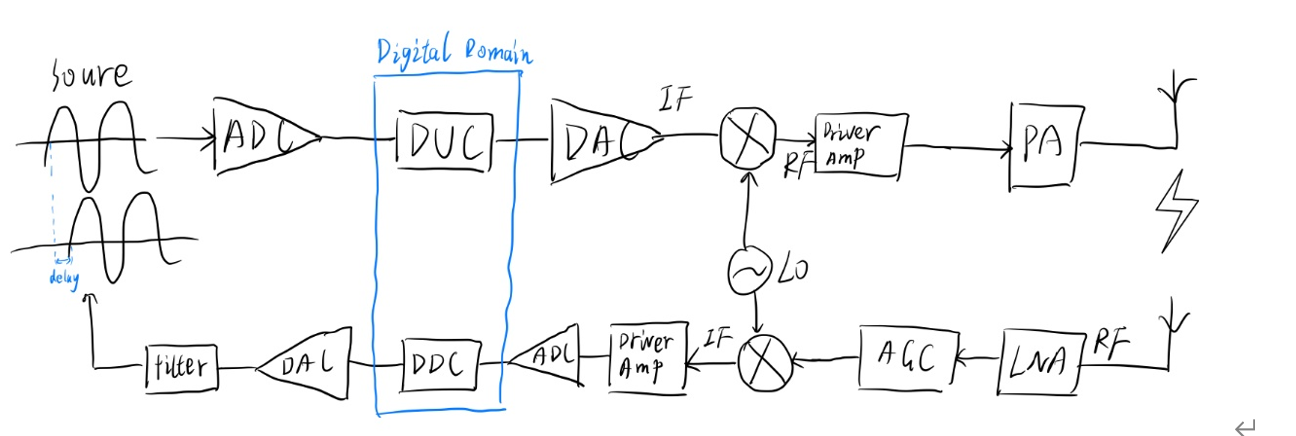 Digital Romain
Soure
ADC
DUC
DAC
IF
RF
Driver
Amp
PA
delay
LO
filter
DAC
DDC
ADC
Driver
Amp
IF
AGC
LNA
RF